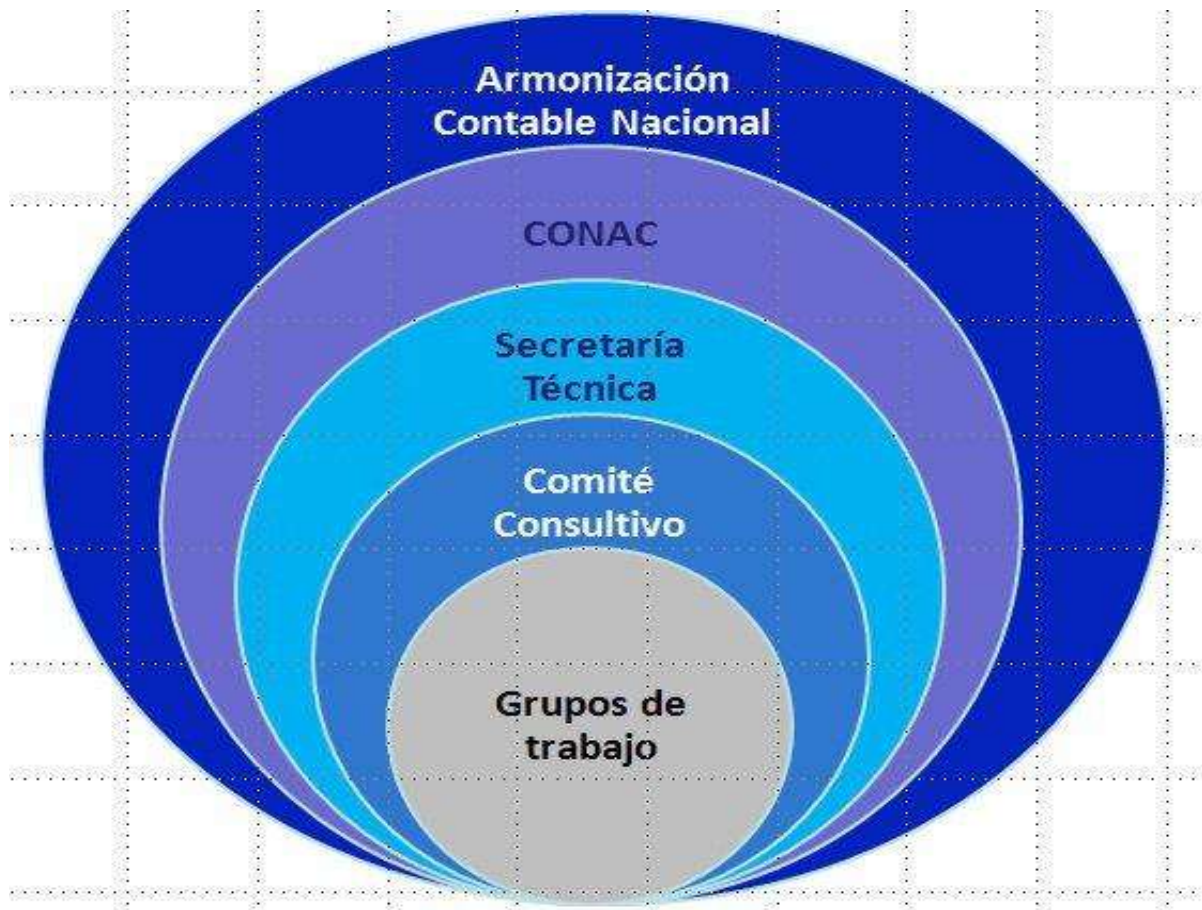 Armonización
Contable Nacional
CONAC
Secretaría
Técnica
Comité
Consultivo
Grupos de
trabajo